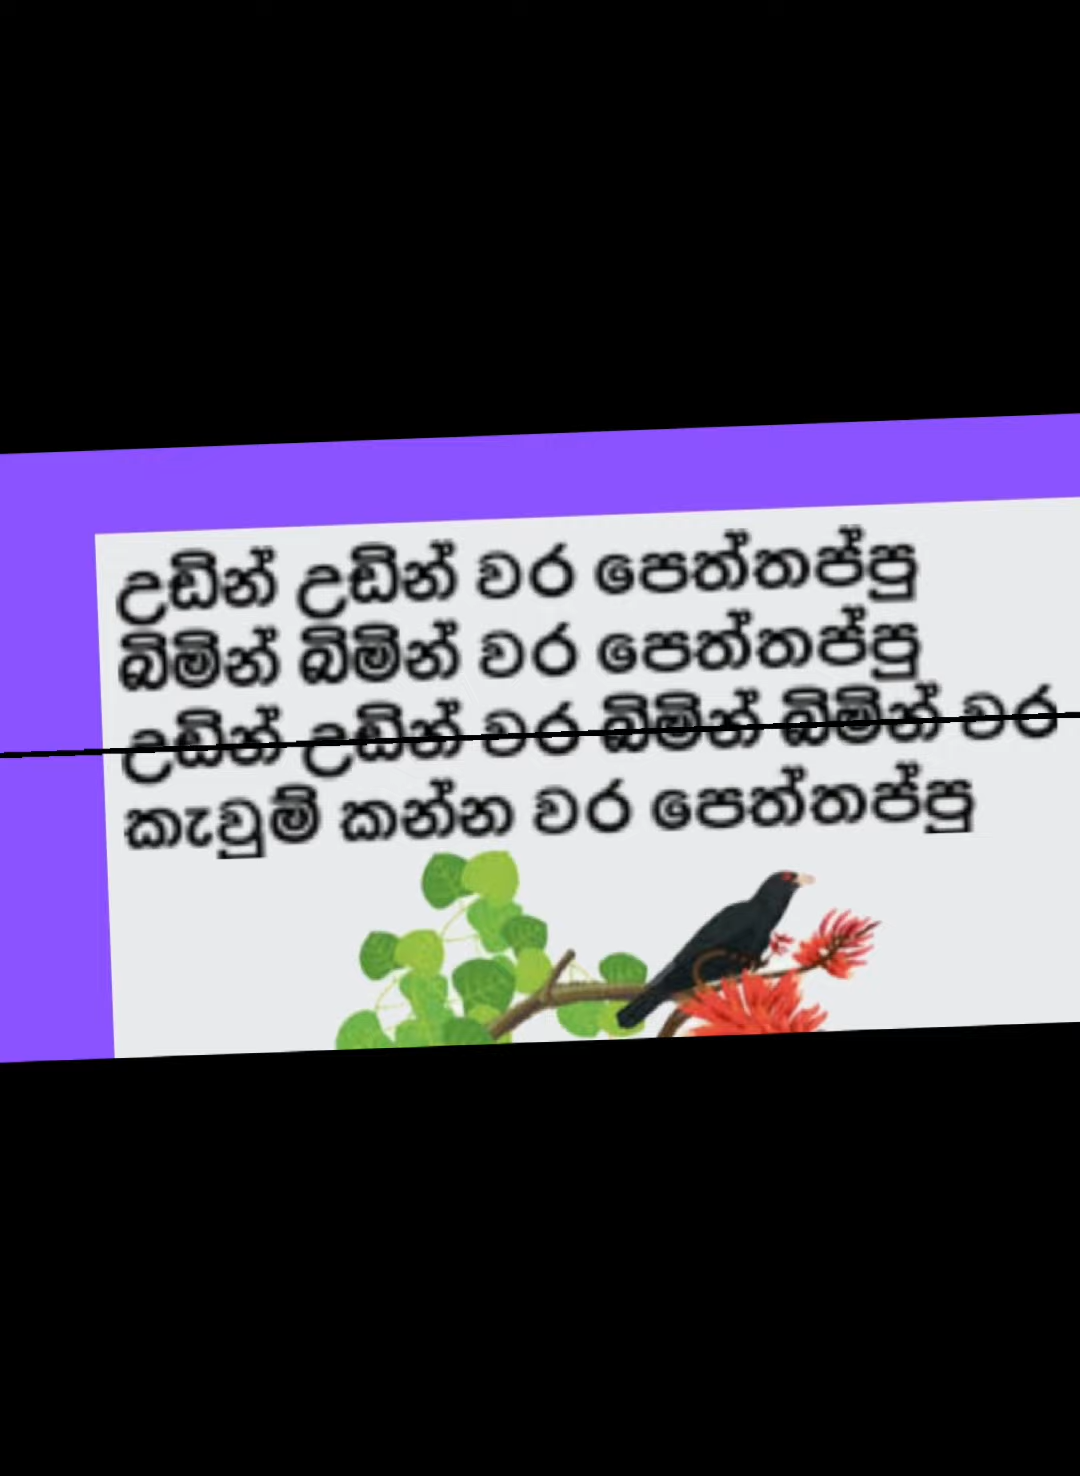 උඩින් උඩින් වර පෙත්තප්පු
බිමින් බිමින් වර පෙත්තප්පු
උඩින් උඩින් වර බිමින් බිමින් වර
කැවුම් කන්න වර පෙත්තප්පු